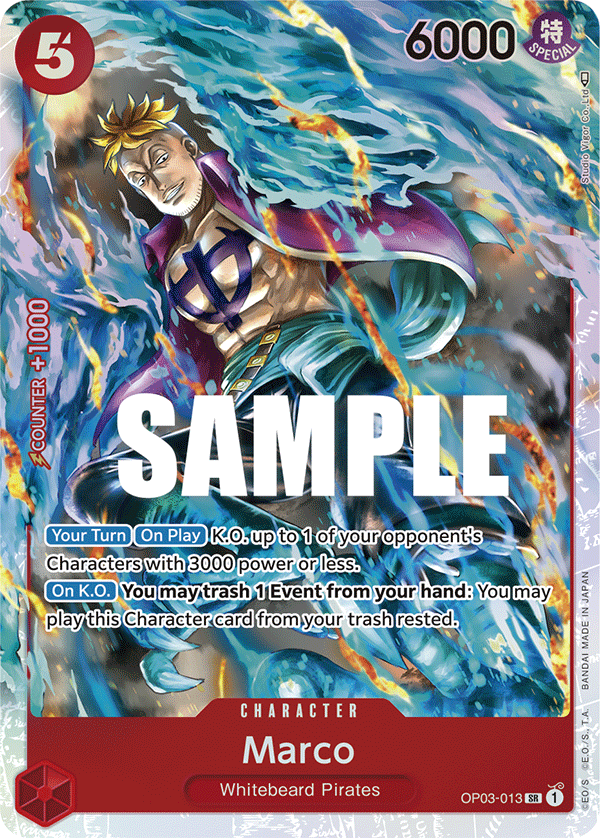 5
6000
特
SPECIAL
Studio Vigor Co.,Ltd.
COUNTER +1000
SAMPLE
Your Turn On Play K.O. up to 1 of your opponent's
Characters with 3000 power or less.
On K.O. You may trash 1 Event from your hand: You may
play this Character card from your trash rested.
CHARACTER
Marco
Whitebeard Pirates
OP03-013 SR 1
©EO/S ©E.O./S., T.A. BANDAI MADE IN JAPAN